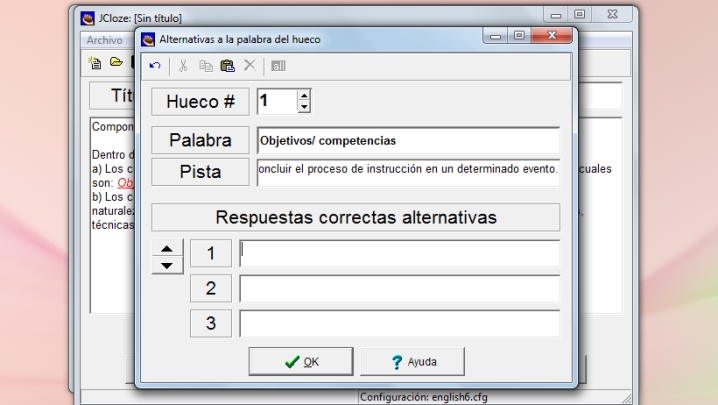 JCloze: [Sin título]
Archivo
Alternativas a la palabra del hueco
Hueco # 1
Palabra Objetivos/ competencias
Pista oncluir el proceso de instrucción en un determinado evento.
Compon
Dentro d
a) Los c cuales
son: Obj
b) Los c
naturale
técnicas
Tít
Respuestas correctas alternativas
1
2
3
OK
Ayuda
Configuración: english6.cfg